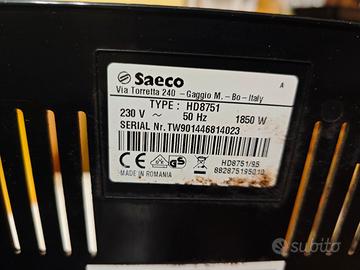 Saeco
A
Via Torretta 240 - Gaggio M. - Bo - Italy
TYPE : HD8751
230 V ~ 50 Hz 1850 W
SERIAL Nr. TW901446814023
HD8751/95
MADE IN ROMANIA
subito